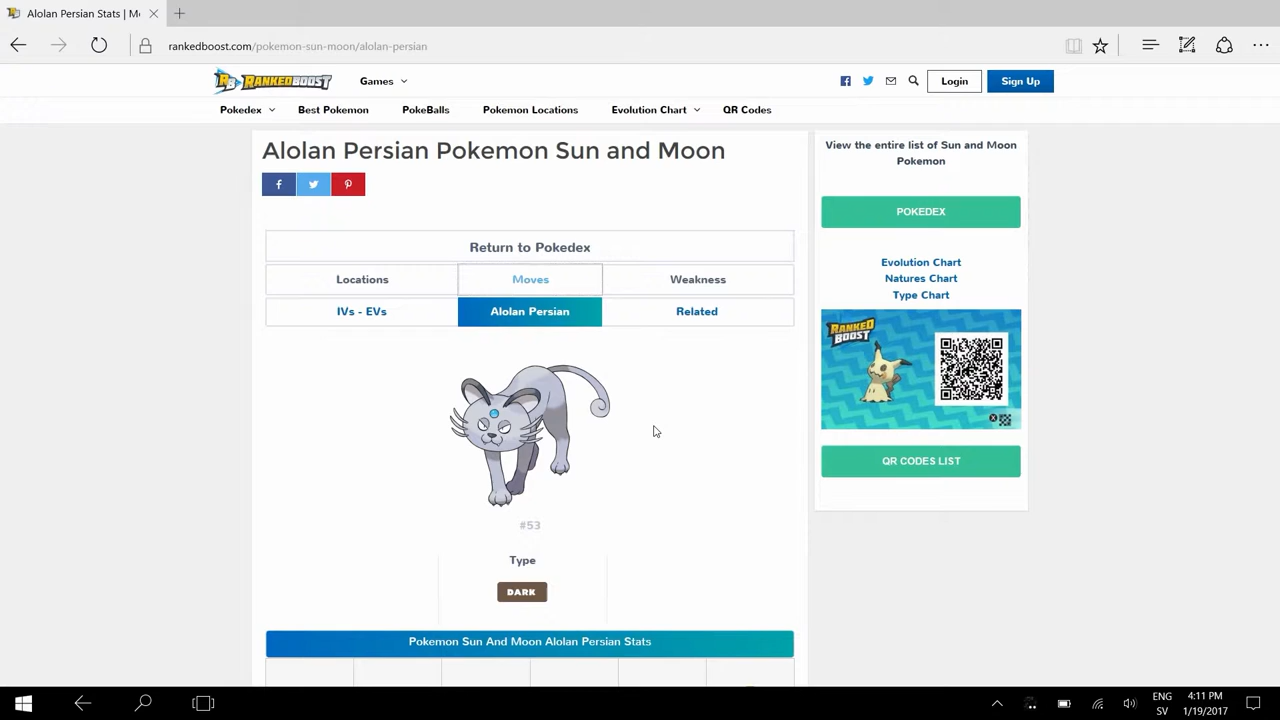 Alolan Persian Stats | Mo
rankedboost.com/pokemon-sun-moon/alolan-persian
RB RANKEDBOOST
Games
Login
Sign Up
Pokedex
Best Pokemon
PokeBalls
Pokemon Locations
Evolution Chart
QR Codes
Alolan Persian Pokemon Sun and Moon
Return to Pokedex
Locations
Moves
Weakness
IVs - EVs
Alolan Persian
Related
#53
Type
DARK
Pokemon Sun And Moon Alolan Persian Stats
View the entire list of Sun and Moon
Pokemon
POKEDEX
Evolution Chart
Natures Chart
Type Chart
RANKED
BOOST
QR CODES LIST
ENG
SV
4:11 PM
1/19/2017